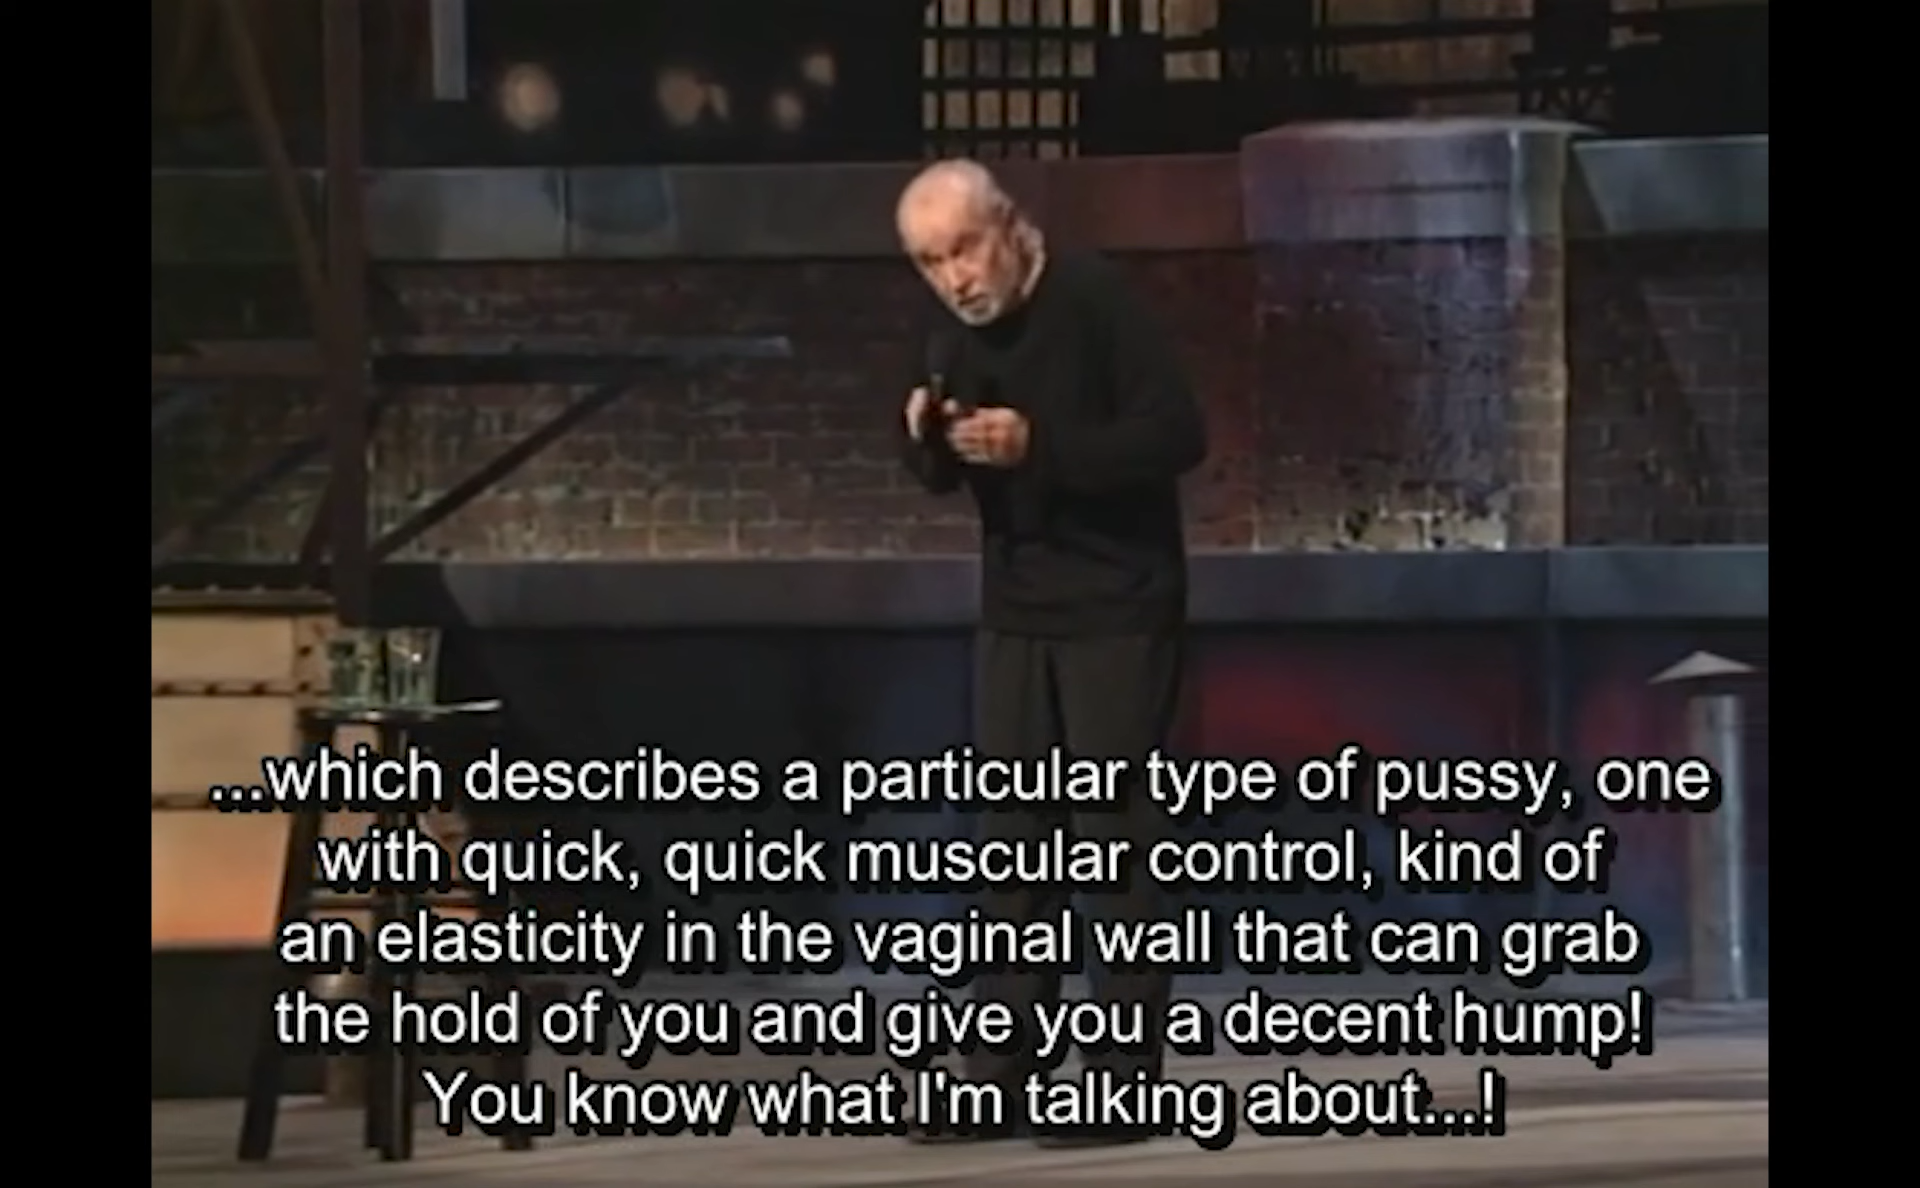 ...which describes a particular type of pussy, one
with quick, quick muscular control, kind of
an elasticity in the vaginal wall that can grab
the hold of you and give you a decent hump!
You know what I'm talking about...!